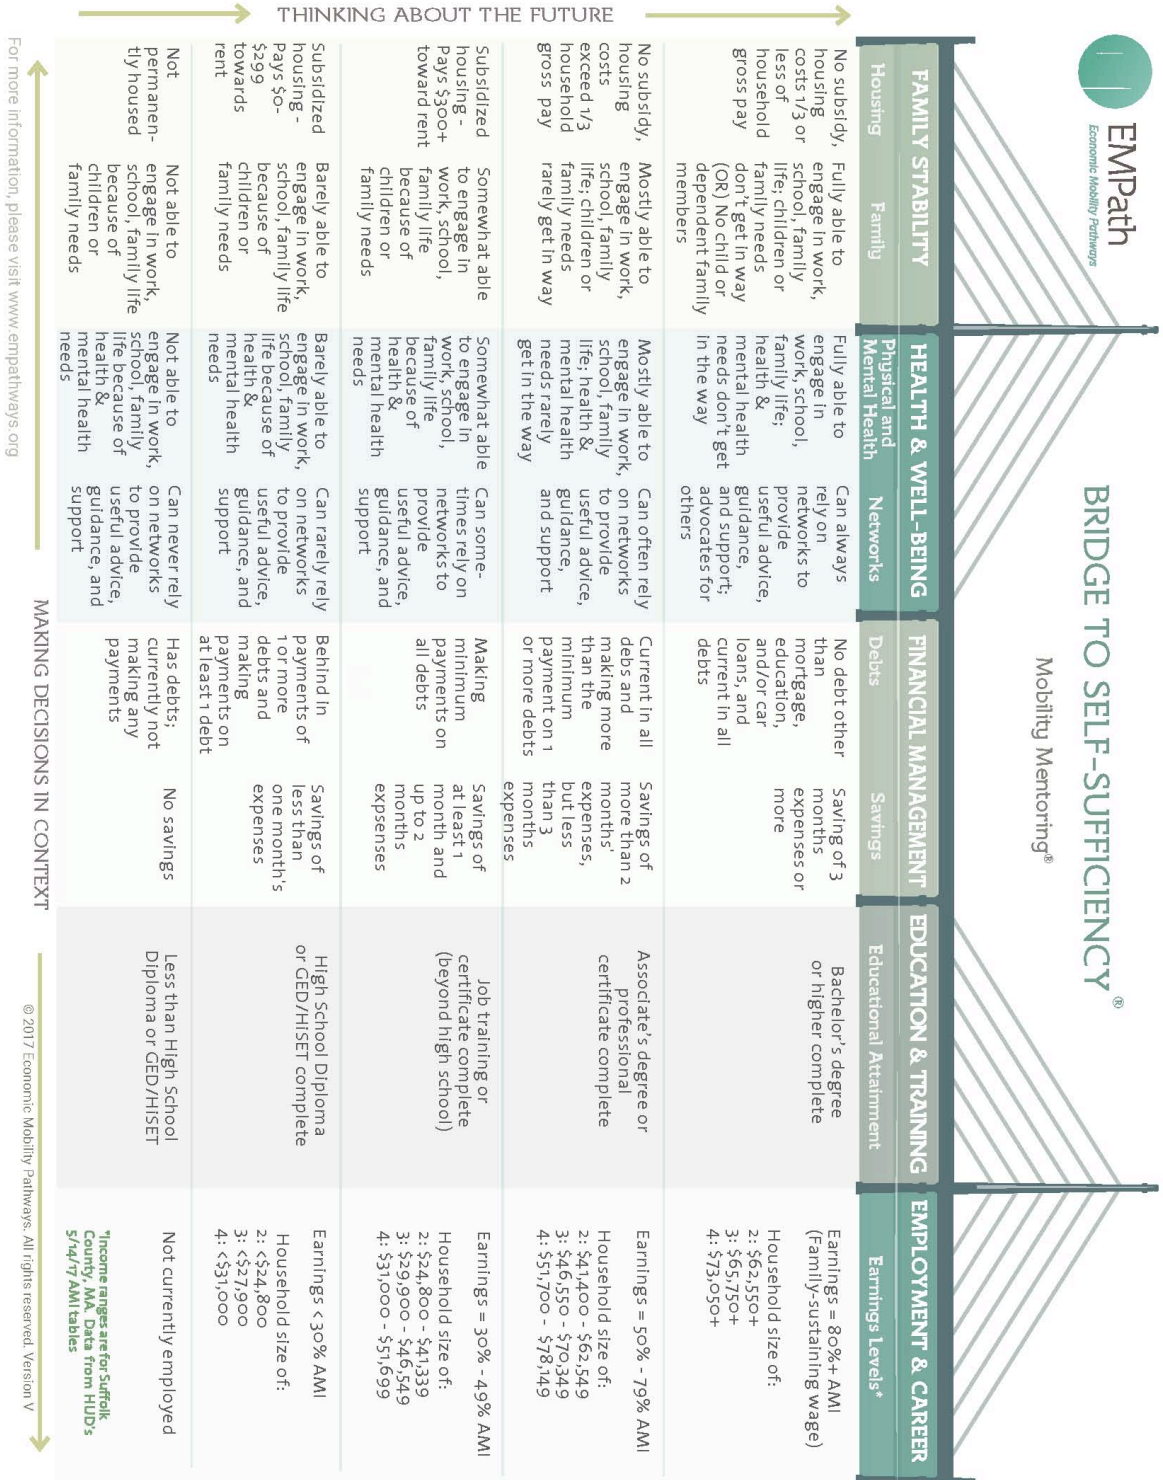 EMPath
Economic Mobility Pathways
BRIDGE TO SELF-SUFFICIENCY ®
Mobility Mentoring®
FAMILY STABILITY
Housing
Family
HEALTH & WELL-BEING
Physical and
Mental Health
Networks
FINANCIAL MANAGEMENT
Debts
Savings
EDUCATION & TRAINING
Educational Attainment
EMPLOYMENT & CAREER
Earnings Levels*
No subsidy,
housing
costs 1/3 or
less of
household
gross pay
Fully able to
engage in work,
school, family
life; children or
family needs
don't get in way
(OR) No child or
dependent family
members
Fully able to
engage in
work, school,
family life;
health &
mental health
needs don't get
in the way
Can always
rely on
networks to
provide
useful advice,
guidance,
and support;
advocates for
others
No debt other
than
mortgage,
education,
and/or car
loans, and
current in all
debts
Saving of 3
months
expenses or
more
Bachelor's degree
or higher complete
Earnings = 80%+ AMI
(Family-sustaining wage)
Household size of:
2: $62,550+
3: $65,750+
4: $73,050+
No subsidy,
housing
costs
exceed 1/3
household
gross pay
Mostly able to
engage in work,
school, family
life; children or
family needs
rarely get in way
Mostly able to
engage in work,
school, family
life; health &
mental health
needs rarely
get in the way
Can often rely
on networks
to provide
useful advice,
guidance,
and support
Current in all
debs and
making more
than the
minimum
payment on 1
or more debts
Savings of
more than 2
months'
expenses,
but less
than 3
months
expenses
Associate's degree or
professional
certificate complete
Earnings = 50% - 79% AMI
Household size of:
2: $41,400 - $62,549
3: $46,550 - $70,349
4: $51,700 - $78,149
Subsidized
housing -
Pays $300+
toward rent
Somewhat able
to engage in
work, school,
family life
because of
children or
family needs
Somewhat able
to engage in
work, school,
family life
because of
health &
mental health
needs
Can some-
times rely on
networks to
provide
useful advice,
guidance, and
support
Making
minimum
payments on
all debts
Savings of
at least 1
month and
up to 2
months
expsenses
Job training or
certificate complete
(beyond high school)
Earnings = 30% - 49% AMI
Household size of:
2: $24,800 - $41,339
3: $29,900 - $46,549
4: $31,000 - $51,699
Subsidized
housing -
Pays $0-
$299
towards
rent
Barely able to
engage in work,
school, family life
because of
children or
family needs
Barely able to
engage in work,
school, family
life because of
health &
mental health
needs
Can rarely rely
on networks
to provide
useful advice,
guidance, and
support
Behind in
payments of
1 or more
debts and
making
payments on
at least 1 debt
Savings of
less than
one month's
expenses
High School Diploma
or GED/HiSET complete
Earnings < 30% AMI
Household size of:
2: <$24,800
3: <$27,900
4: <$31,000
Not
permanen-
tly housed
Not able to
engage in work,
school, family life
because of
children or
family needs
Not able to
engage in work,
school, family
life because of
health &
mental health
needs
Can never rely
on networks
to provide
useful advice,
guidance, and
support
Has debts;
currently not
making any
payments
No savings
Less than High School
Diploma or GED/HiSET
Not currently employed
*Income ranges are for Suffolk
County, MA. Data from HUD's
5/14/17 AMI tables
THINKING ABOUT THE FUTURE
MAKING DECISIONS IN CONTEXT
For more information, please visit www.empathways.org
© 2017 Economic Mobility Pathways. All rights reserved. Version V